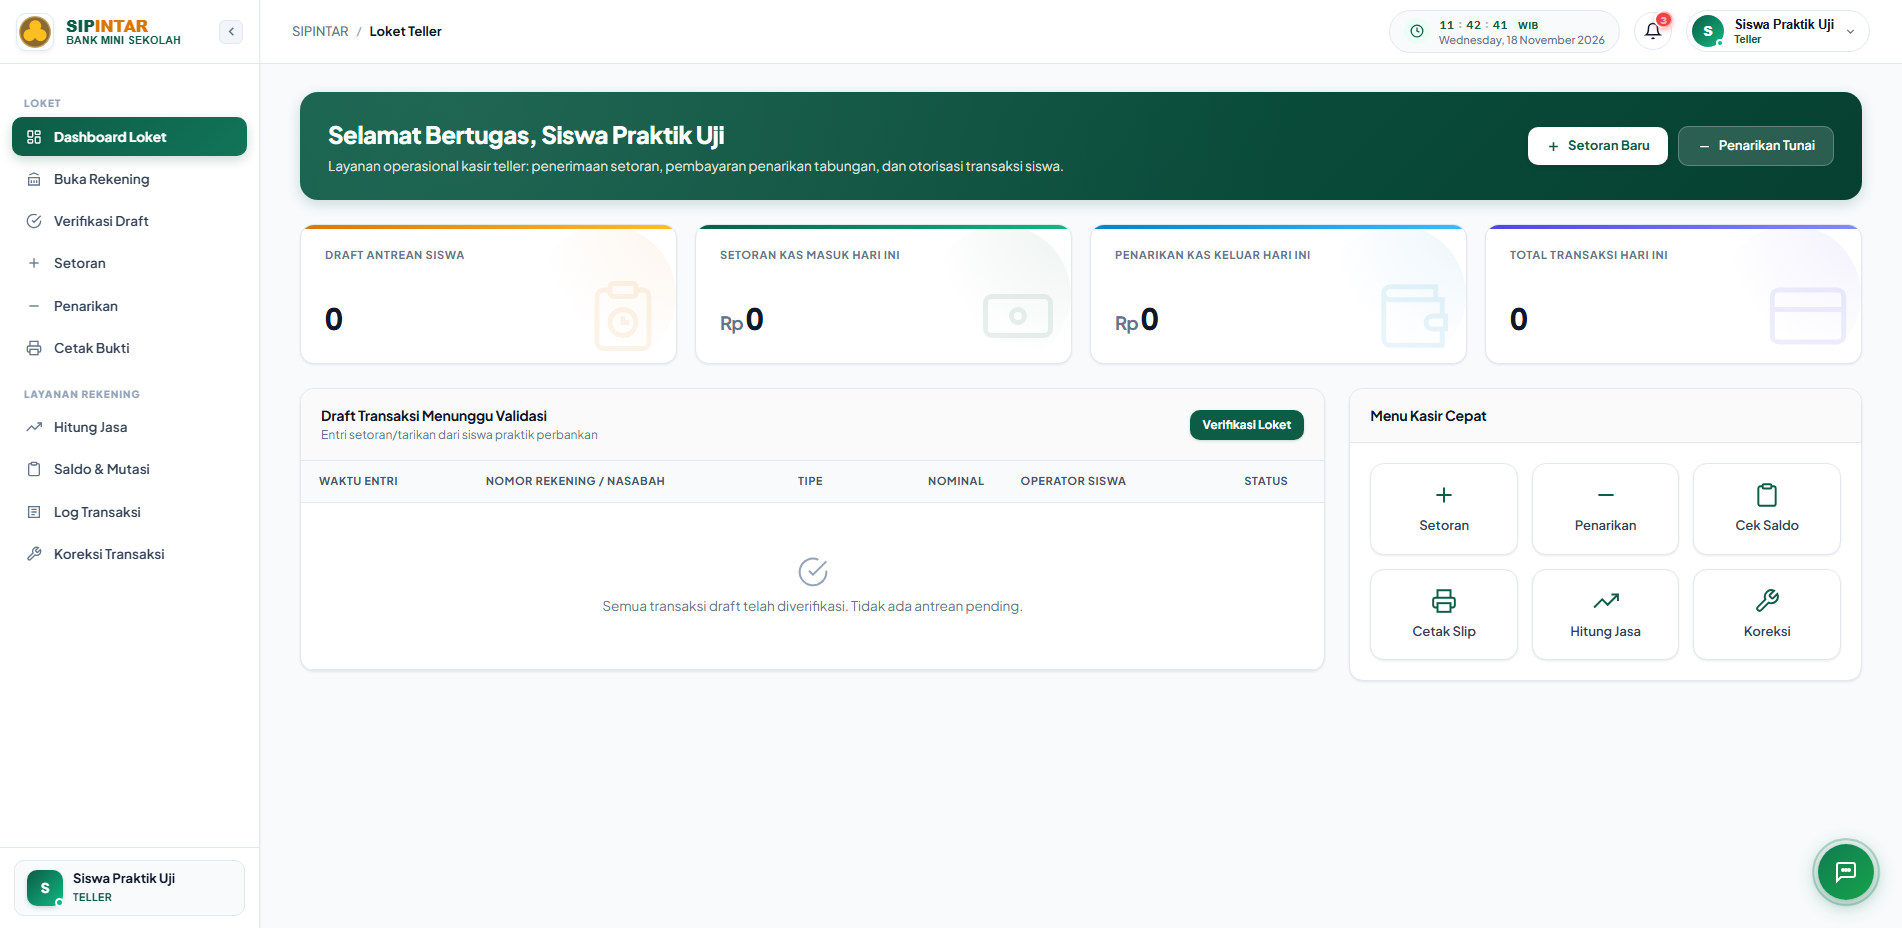 SIPINTAR
BANK MINI SEKOLAH
SIPINTAR / Loket Teller
11 : 42 : 41 WIB
Wednesday, 18 November 2026
3
S
Siswa Praktik Uji
Teller
LOKET
Dashboard Loket
Buka Rekening
Verifikasi Draft
Setoran
Penarikan
Cetak Bukti
LAYANAN REKENING
Hitung Jasa
Saldo & Mutasi
Log Transaksi
Koreksi Transaksi
S
Siswa Praktik Uji
TELLER
Selamat Bertugas, Siswa Praktik Uji
Layanan operasional kasir teller: penerimaan setoran, pembayaran penarikan tabungan, dan otorisasi transaksi siswa.
+ Setoran Baru
− Penarikan Tunai
DRAFT ANTREAN SISWA
0
SETORAN KAS MASUK HARI INI
Rp 0
PENARIKAN KAS KELUAR HARI INI
Rp 0
TOTAL TRANSAKSI HARI INI
0
Draft Transaksi Menunggu Validasi
Entri setoran/tarikan dari siswa praktik perbankan
Verifikasi Loket
WAKTU ENTRI NOMOR REKENING / NASABAH TIPE NOMINAL OPERATOR SISWA STATUS
Semua transaksi draft telah diverifikasi. Tidak ada antrean pending.
Menu Kasir Cepat
Setoran
Penarikan
Cek Saldo
Cetak Slip
Hitung Jasa
Koreksi